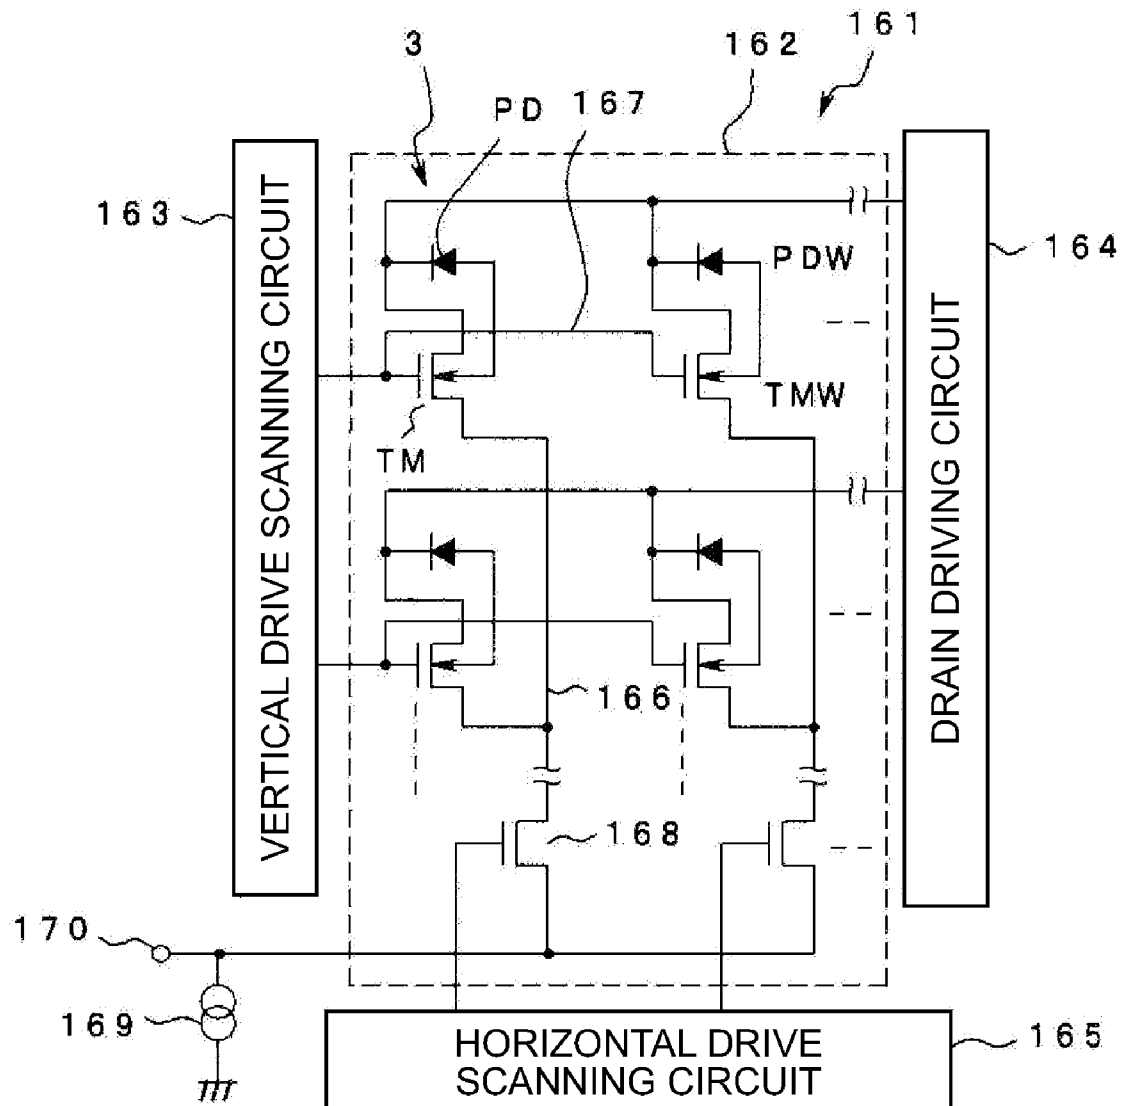 161
162
3
167
PD
163
164
PDW
TMW
TM
VERTICAL DRIVE SCANNING CIRCUIT
DRAIN DRIVING CIRCUIT
166
168
170
169
165
HORIZONTAL DRIVE
SCANNING CIRCUIT